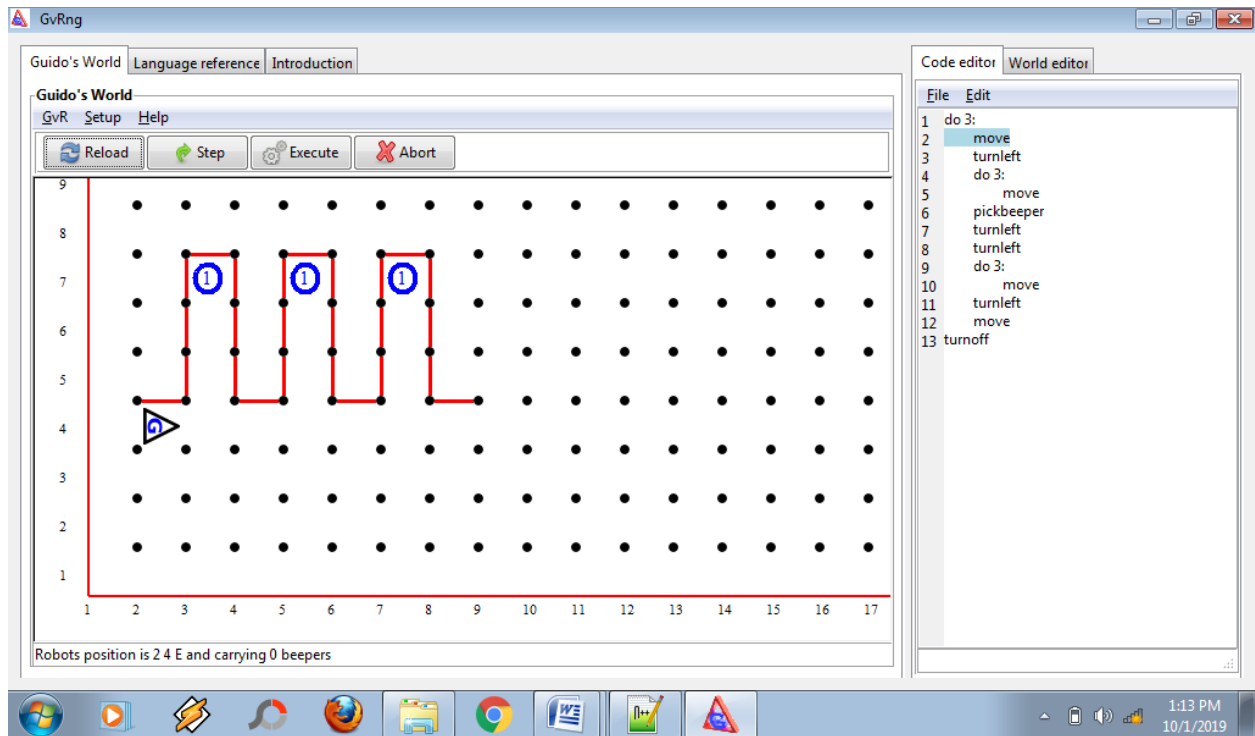 GvRng
Guido's World Language reference Introduction
Guido's World
GvR Setup Help
Reload Step Execute Abort
9
8
7
6
5
4
3
2
1
1 1 1
G
1 2 3 4 5 6 7 8 9 10 11 12 13 14 15 16 17
Robots position is 2 4 E and carrying 0 beepers
Code editor World editor
File Edit
1 do 3:
2 move
3 turnleft
4 do 3:
5 move
6 pickbeeper
7 turnleft
8 turnleft
9 do 3:
10 move
11 turnleft
12 move
13 turnoff
1:13 PM
10/1/2019